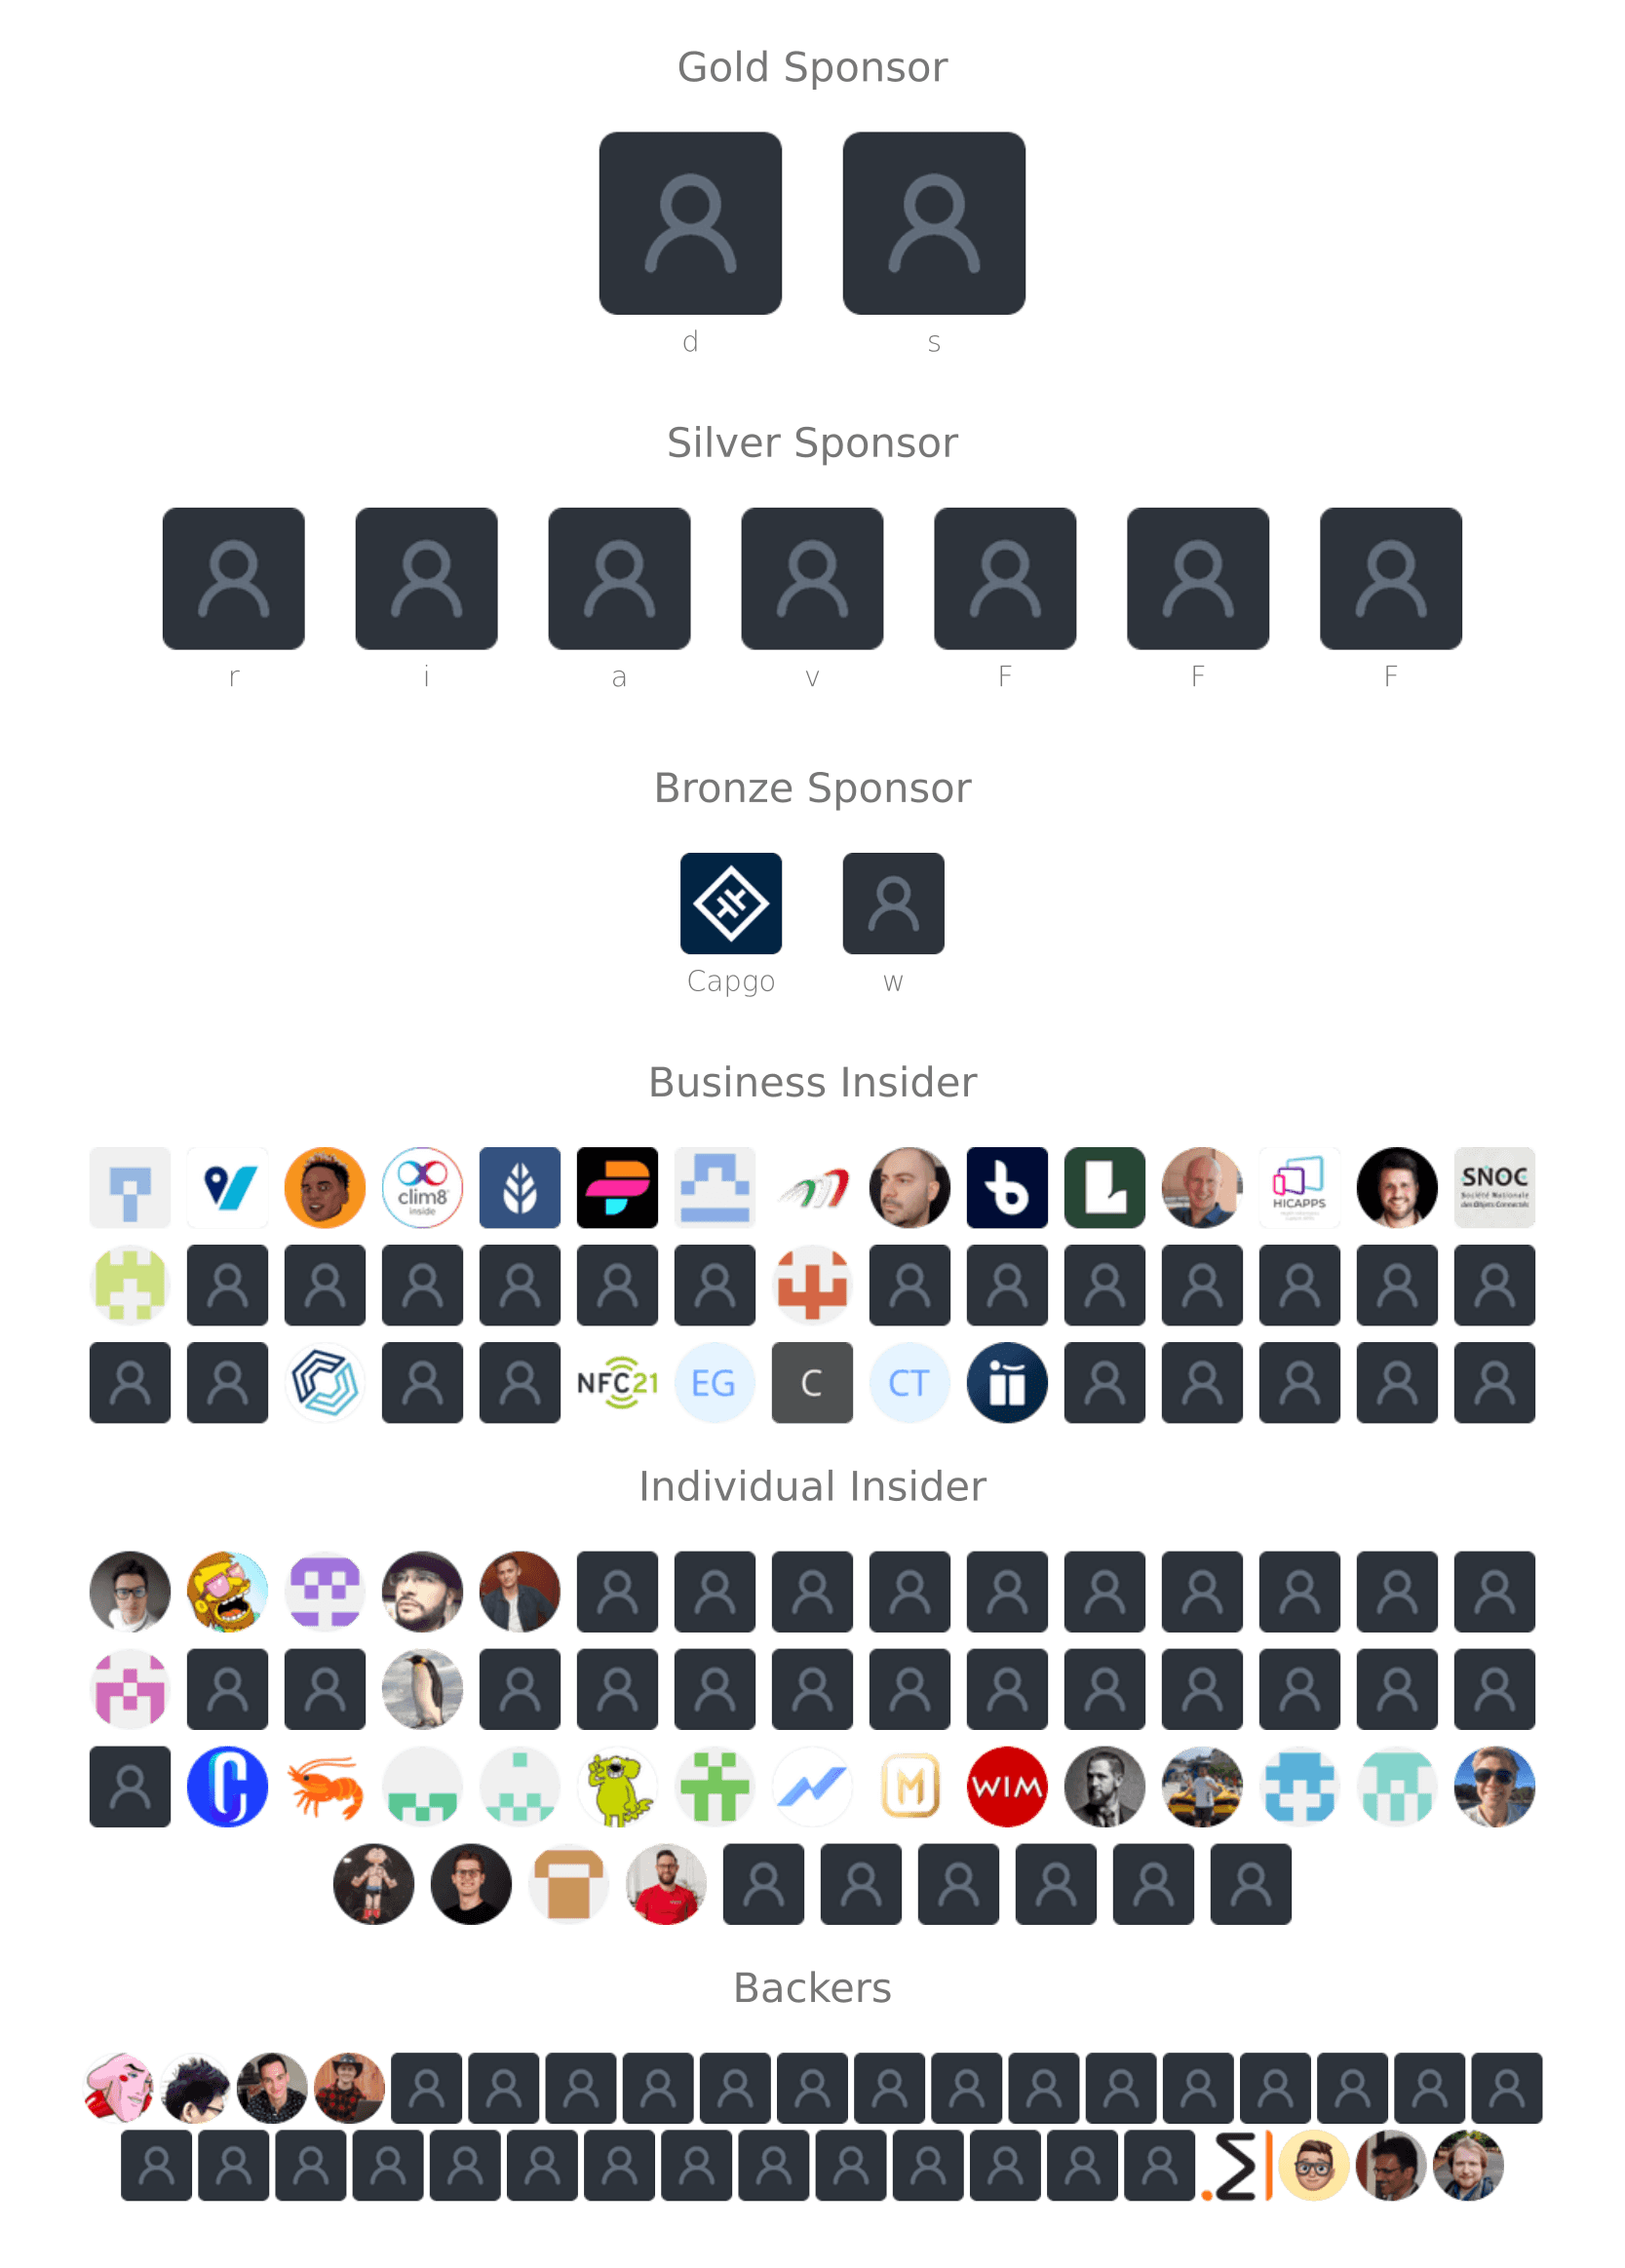 Gold Sponsor
d s
Silver Sponsor
r i a v F F F
Bronze Sponsor
Capgo w
Business Insider
clim8
inside
HICAPPS
SNOC
Société Nationale
des Objets Connectés
NFC21 EG C CT
Individual Insider
M WIM
Backers